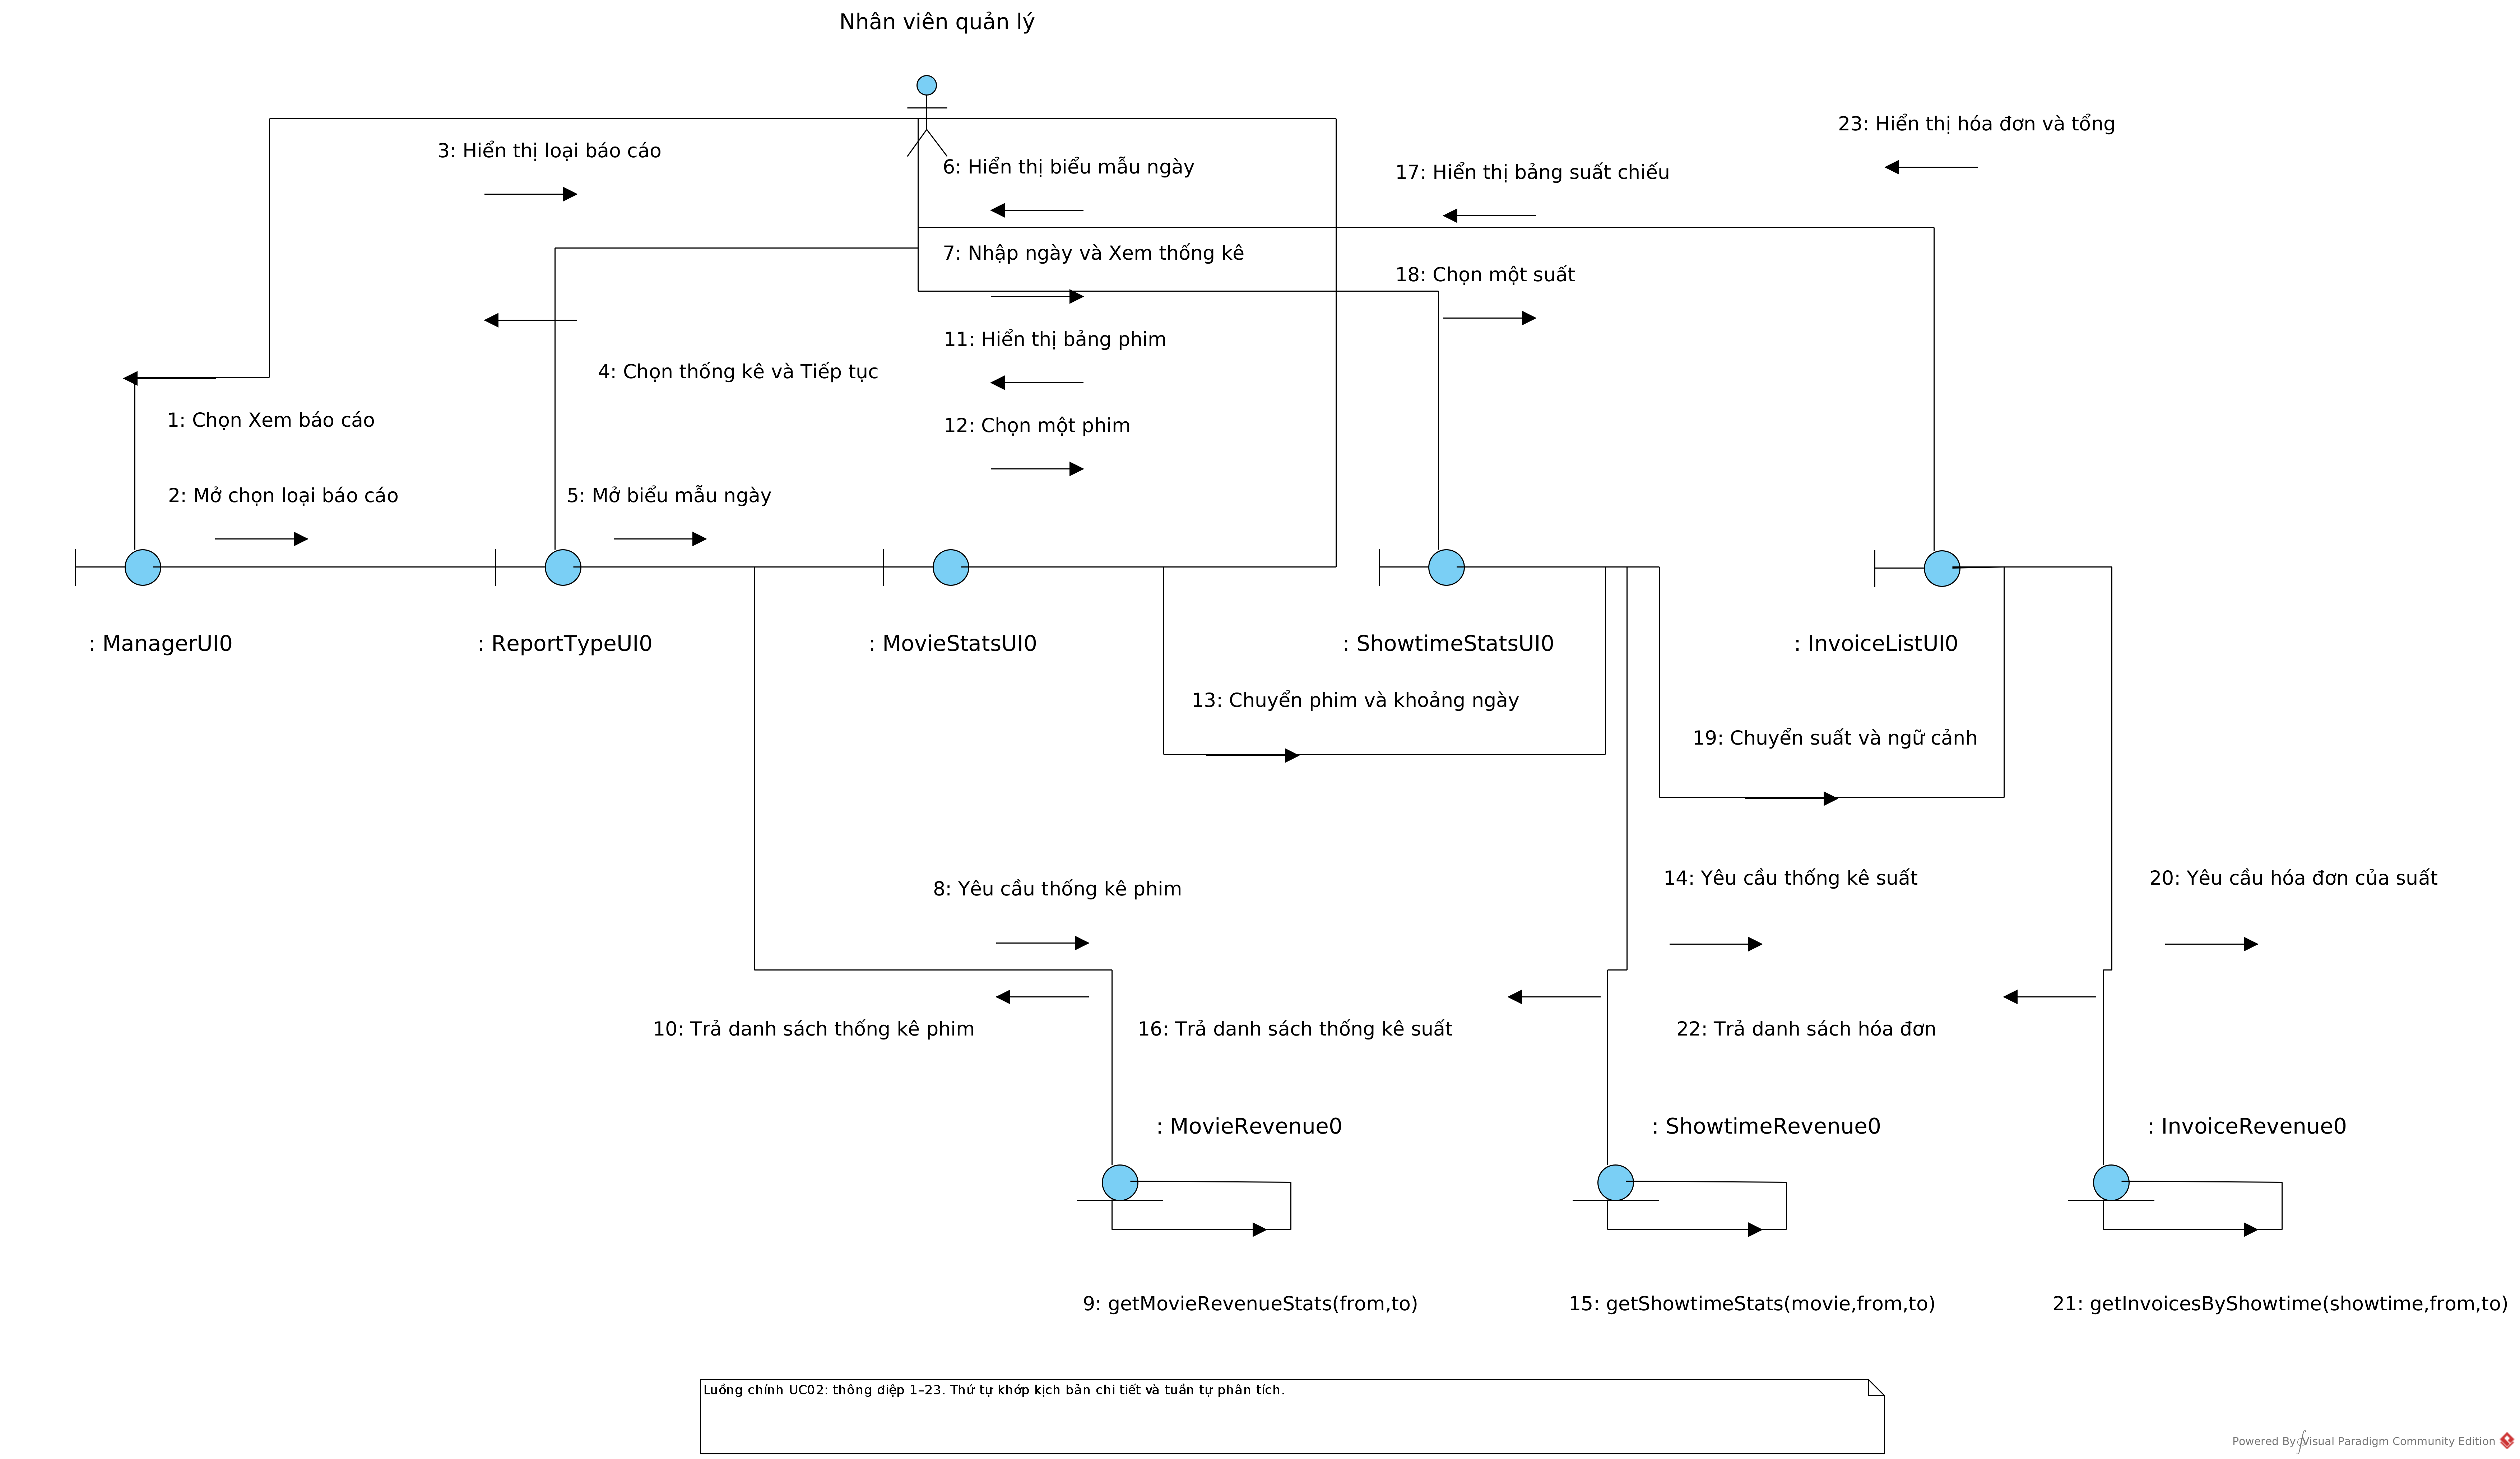 Nhân viên quản lý
23: Hiển thị hóa đơn và tổng
3: Hiển thị loại báo cáo
6: Hiển thị biểu mẫu ngày
17: Hiển thị bảng suất chiếu
7: Nhập ngày và Xem thống kê
18: Chọn một suất
11: Hiển thị bảng phim
4: Chọn thống kê và Tiếp tục
1: Chọn Xem báo cáo
12: Chọn một phim
2: Mở chọn loại báo cáo
5: Mở biểu mẫu ngày
: ManagerUI0
: ReportTypeUI0
: MovieStatsUI0
: ShowtimeStatsUI0
: InvoiceListUI0
13: Chuyển phim và khoảng ngày
19: Chuyển suất và ngữ cảnh
8: Yêu cầu thống kê phim
14: Yêu cầu thống kê suất
20: Yêu cầu hóa đơn của suất
10: Trả danh sách thống kê phim
16: Trả danh sách thống kê suất
22: Trả danh sách hóa đơn
: MovieRevenue0
: ShowtimeRevenue0
: InvoiceRevenue0
9: getMovieRevenueStats(from,to)
15: getShowtimeStats(movie,from,to)
21: getInvoicesByShowtime(showtime,from,to)
Luồng chính UC02: thông điệp 1–23. Thứ tự khớp kịch bản chi tiết và tuần tự phân tích.
Powered By Visual Paradigm Community Edition